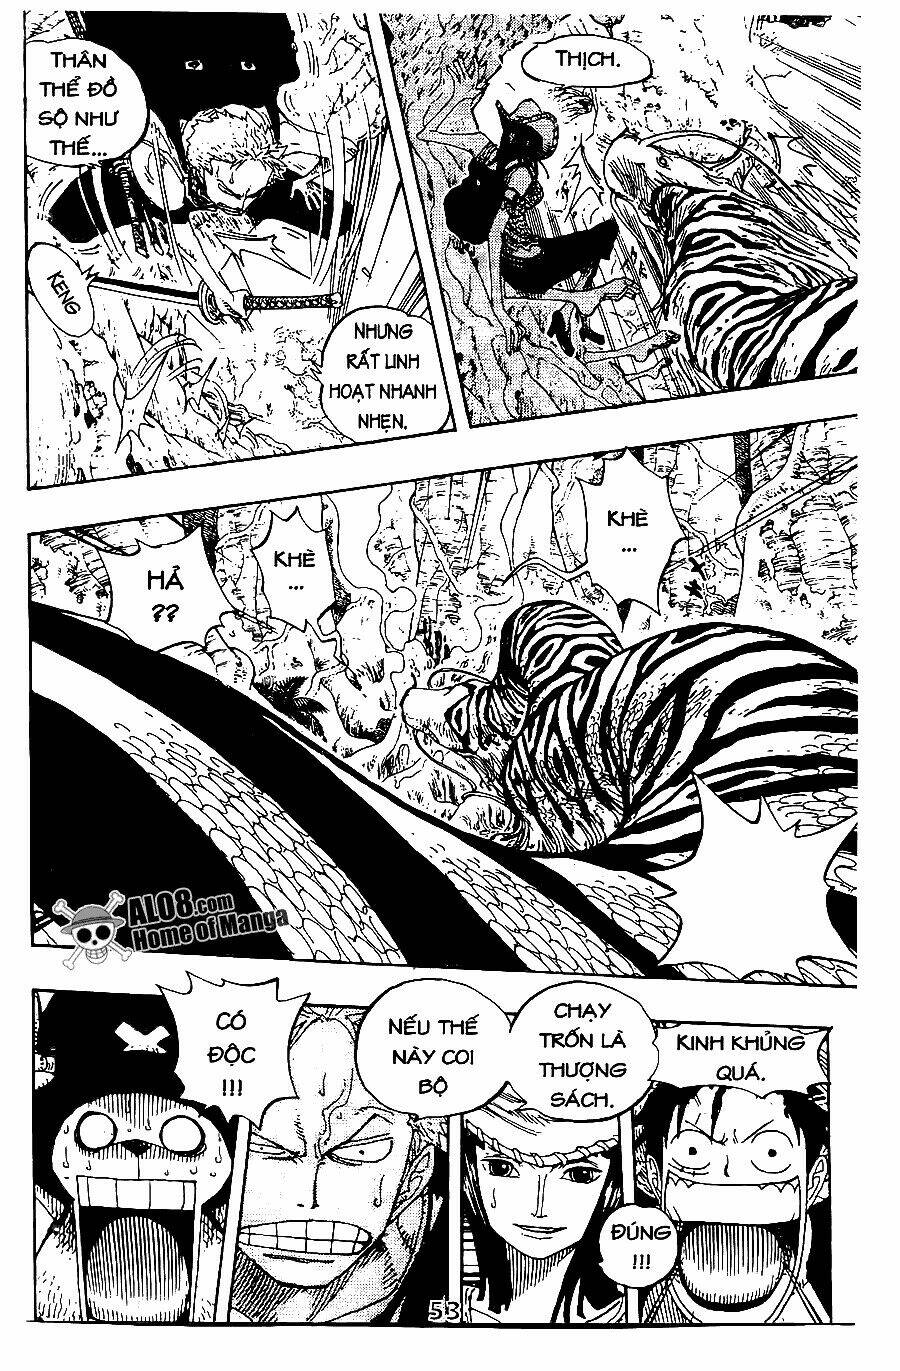 THÂN
THỂ ĐỒ
SỘ NHƯ
THẾ...
THỊCH.
KENG
NHƯNG
RẤT LINH
HOẠT NHANH
NHẸN.
KHÈ
...
KHÈ
...
HẢ
??
AL08.com
Home of Manga
CÓ
ĐỘC
!!!
NẾU THẾ
NÀY COI
BỘ
CHẠY
TRỐN LÀ
THƯỢNG
SÁCH.
KINH KHỦNG
QUÁ.
ĐÚNG
!!!
53